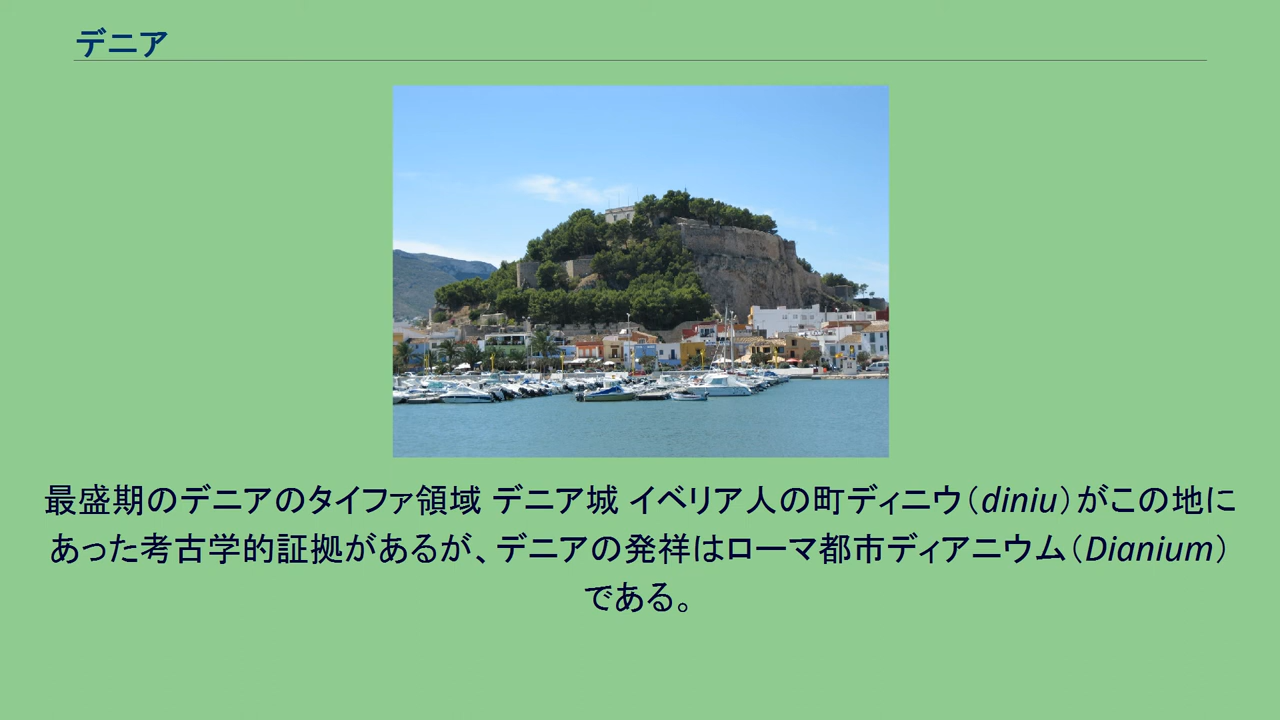 デニア
最盛期のデニアのタイファ領域 デニア城 イベリア人の町ディニウ（diniu）がこの地に
あった考古学的証拠があるが、デニアの発祥はローマ都市ディアニウム（Dianium）
である。